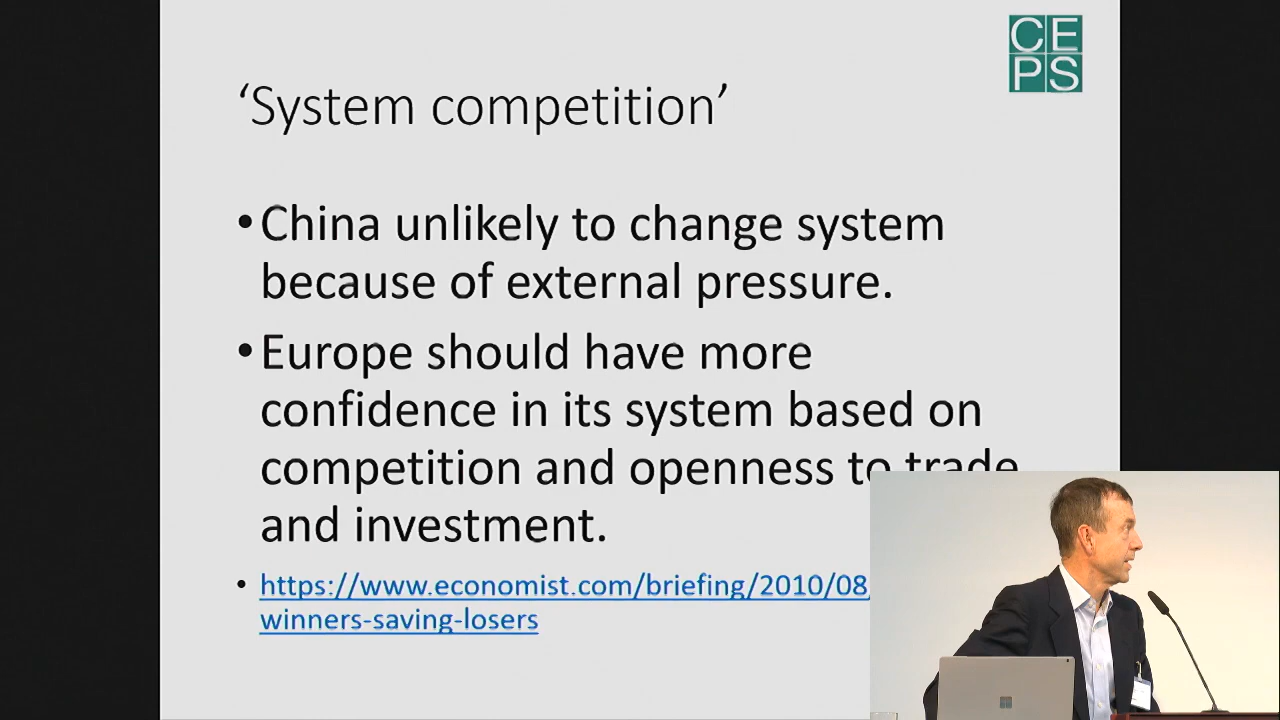 CE
PS
‘System competition’
•China unlikely to change system
because of external pressure.
•Europe should have more
confidence in its system based on
competition and openness to trade
and investment.
• https://www.economist.com/briefing/2010/08/
winners-saving-losers